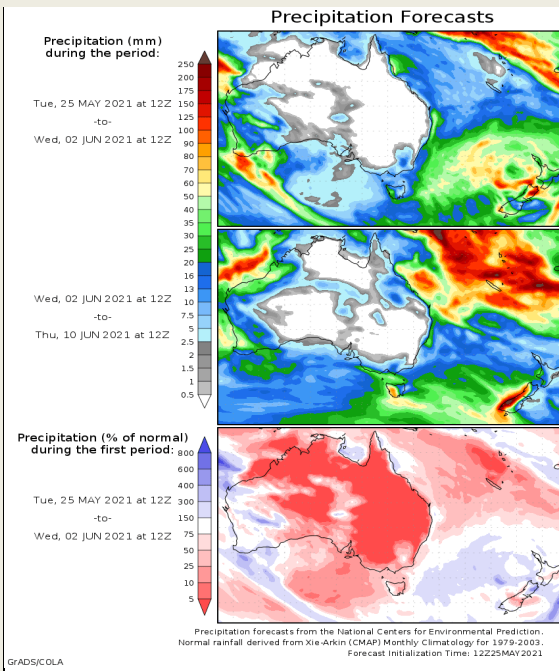 Precipitation Forecasts
Precipitation (mm)
during the period:
Tue, 25 MAY 2021 at 12Z
-to-
Wed, 02 JUN 2021 at 12Z
250
200
175
150
125
100
90
80
70
60
50
40
35
30
25
20
16
13
10
7.5
5
2.5
2
1.5
1
0.5
Wed, 02 JUN 2021 at 12Z
-to-
Thu, 10 JUN 2021 at 12Z
Precipitation (% of normal)
during the first period:
Tue, 25 MAY 2021 at 12Z
-to-
Wed, 02 JUN 2021 at 12Z
800
600
400
300
150
75
50
25
10
5
Precipitation forecasts from the National Centers for Environmental Prediction.
Normal rainfall derived from Xie-Arkin (CMAP) Monthly Climatology for 1979-2003.
Forecast Initialization Time: 12Z25MAY2021
GrADS/COLA